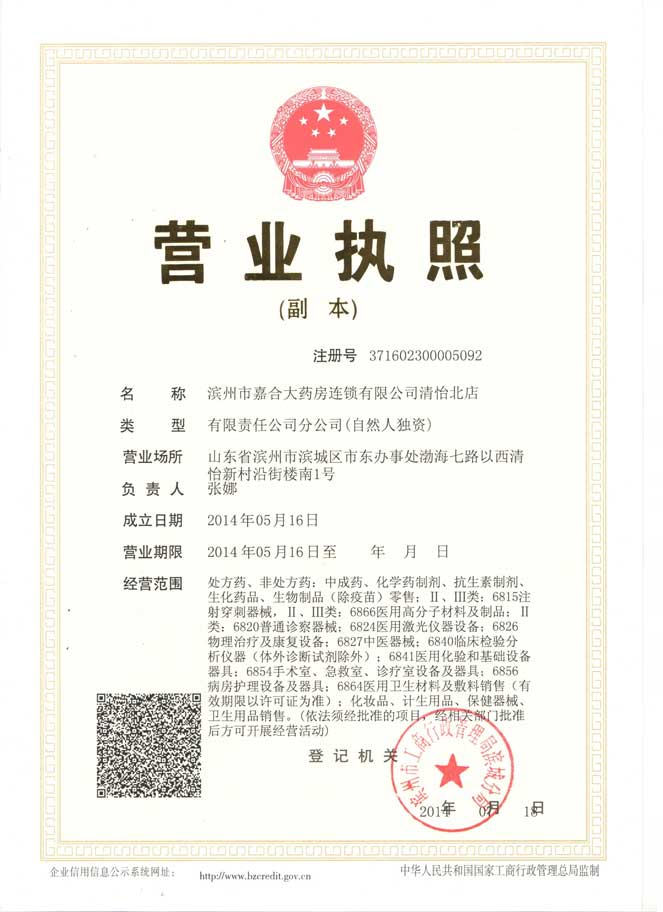 营业执照
(副 本)
注册号 371602300005092
名 称 滨州市嘉合大药房连锁有限公司清怡北店
类 型 有限责任公司分公司(自然人独资)
营业场所 山东省滨州市滨城区市东办事处渤海七路以西清
怡新村沿街楼南1号
负 责 人 张娜
成立日期 2014年05月16日
营业期限 2014年05月16日至 年 月 日
经营范围 处方药、非处方药；中成药、化学药制剂、抗生素制剂、
生化药品、生物制品（除疫苗）零售；Ⅱ、Ⅲ类：6815注
射穿刺器械，Ⅱ、Ⅲ类：6866医用高分子材料及制品；Ⅱ
类：6820普通诊察器械；6824医用激光仪器设备；6826
物理治疗及康复设备；6827中医器械；6840临床检验分
析仪器（体外诊断试剂除外）；6841医用化验和基础设备
器具；6854手术室、急救室、诊疗室设备及器具；6856
病房护理设备及器具；6864医用卫生材料及敷料销售（有
效期限以许可证为准）；化妆品、计生用品、保健器械、
卫生用品销售。(依法须经批准的项目，经相关部门批准
后方可开展经营活动)
登记机关
滨州市工商行政管理局滨城分局
2014 年 07月 18日
企业信用信息公示系统网址： http://www.bzcredit.gov.cn 中华人民共和国国家工商行政管理总局监制